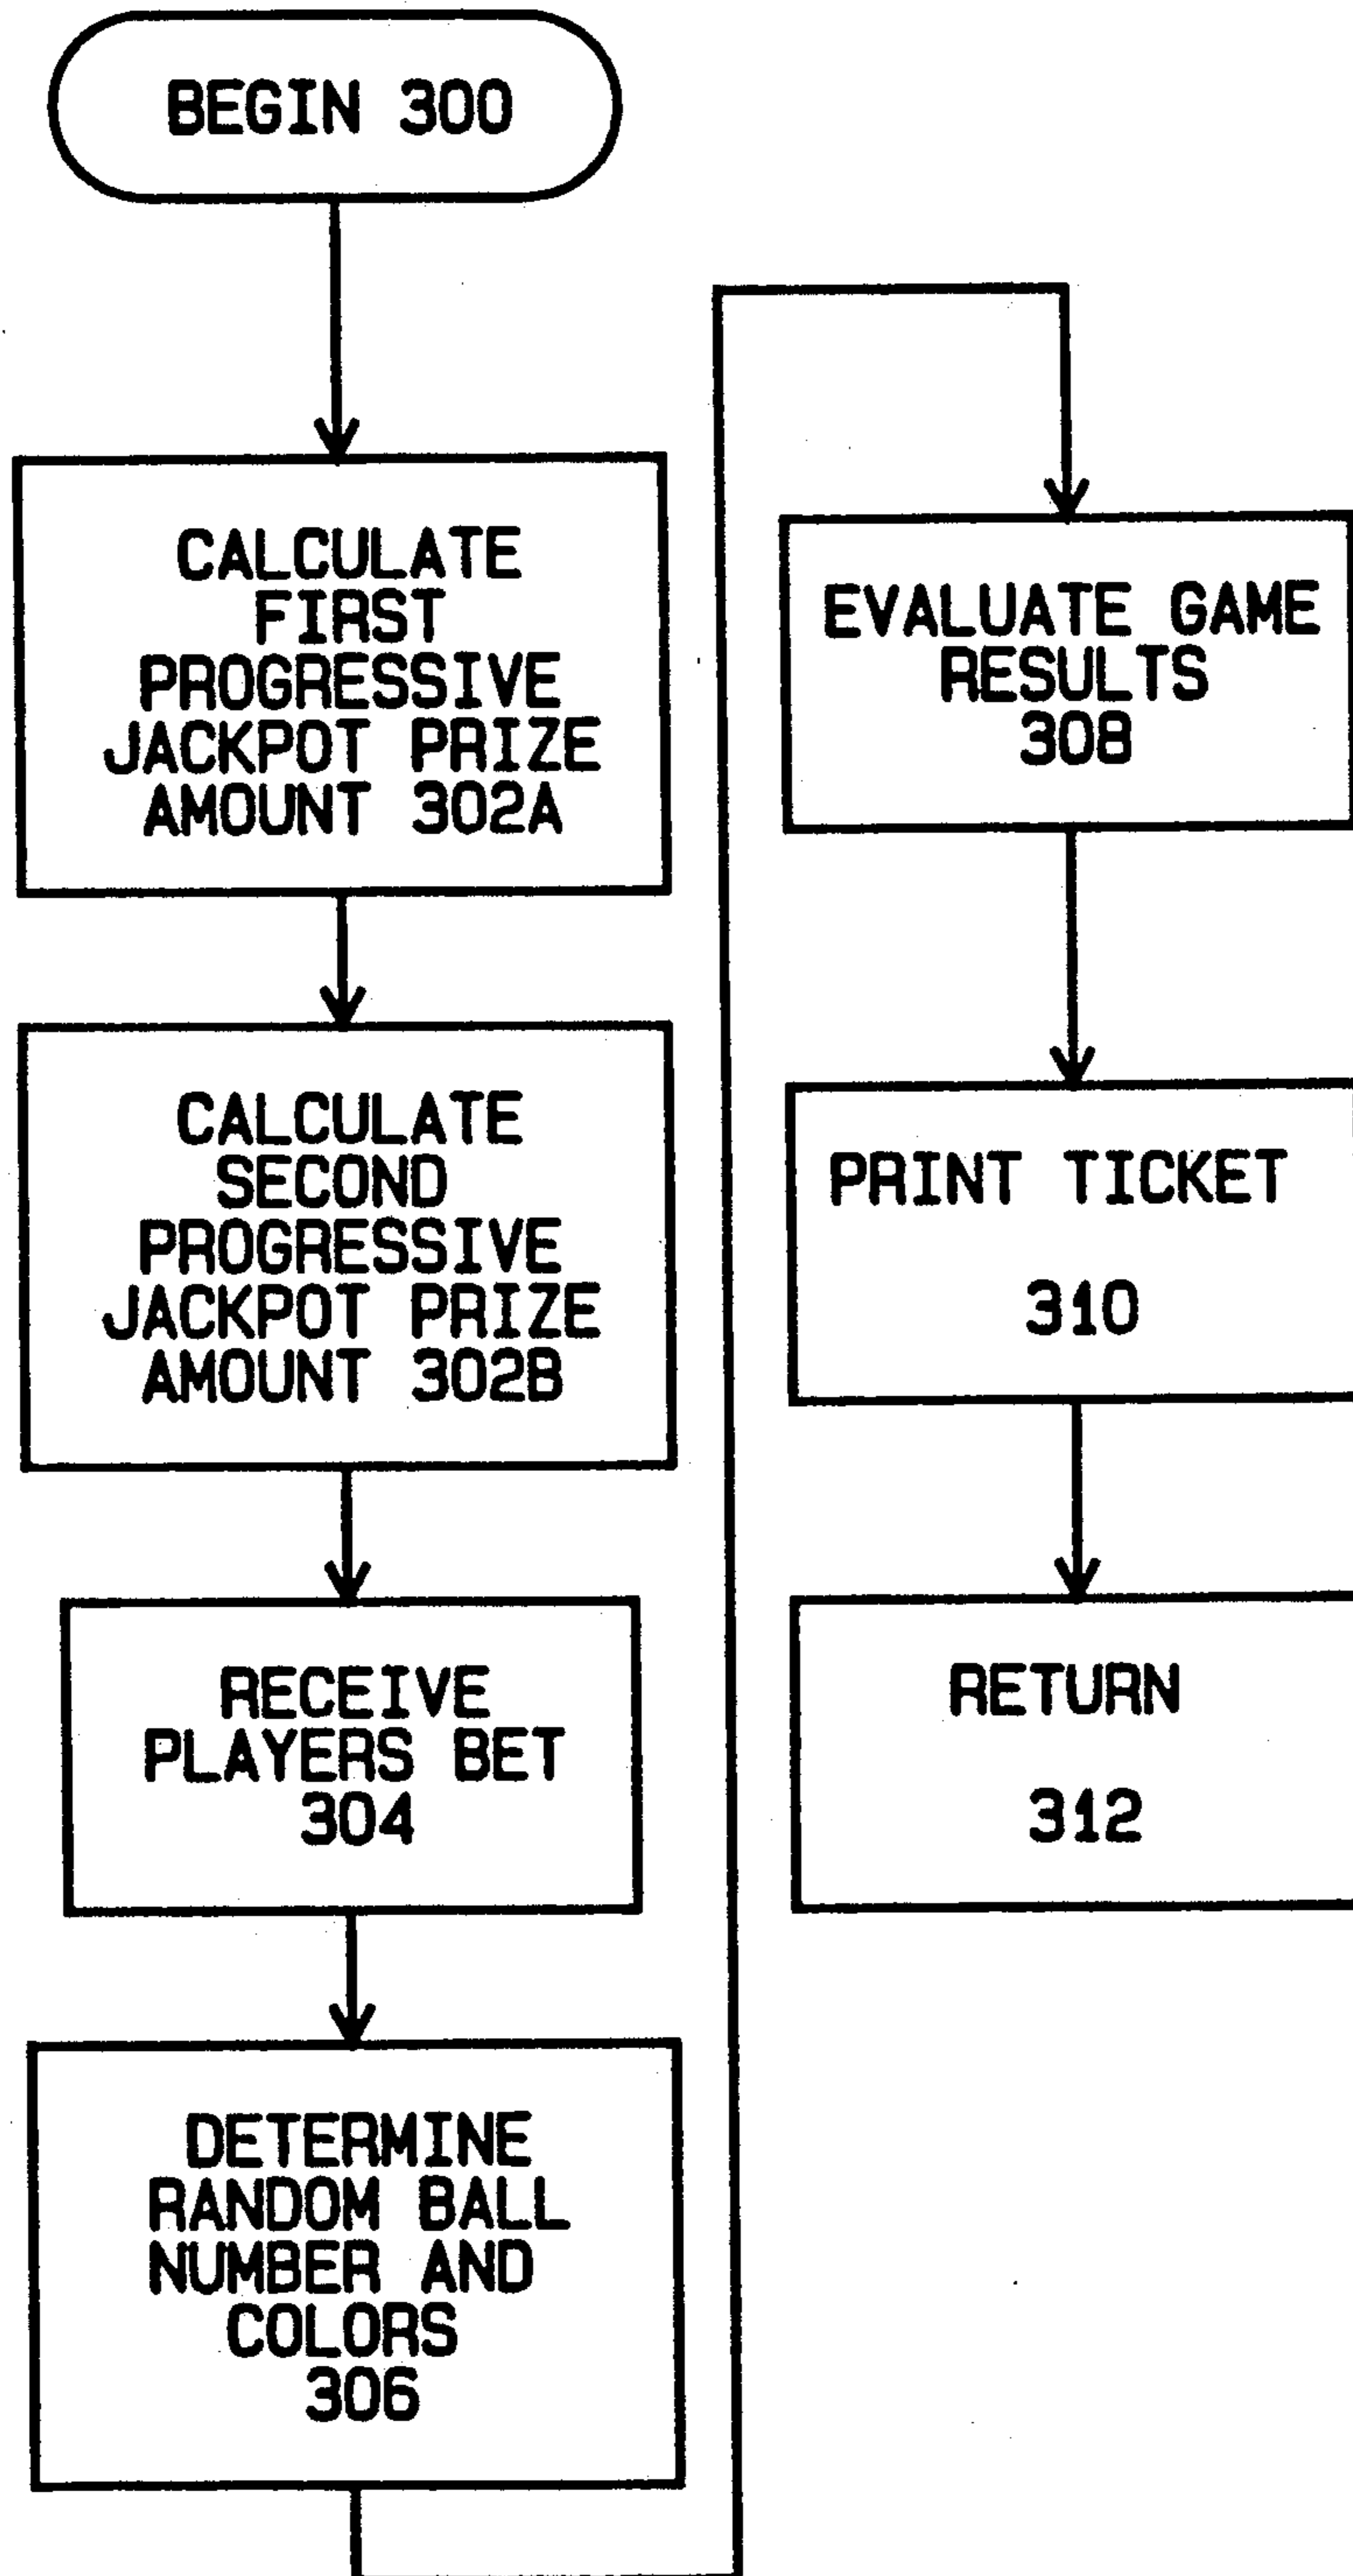 BEGIN 300
CALCULATE
FIRST
PROGRESSIVE
JACKPOT PRIZE
AMOUNT 302A
CALCULATE
SECOND
PROGRESSIVE
JACKPOT PRIZE
AMOUNT 302B
RECEIVE
PLAYERS BET
304
DETERMINE
RANDOM BALL
NUMBER AND
COLORS
306
EVALUATE GAME
RESULTS
308
PRINT TICKET
310
RETURN
312